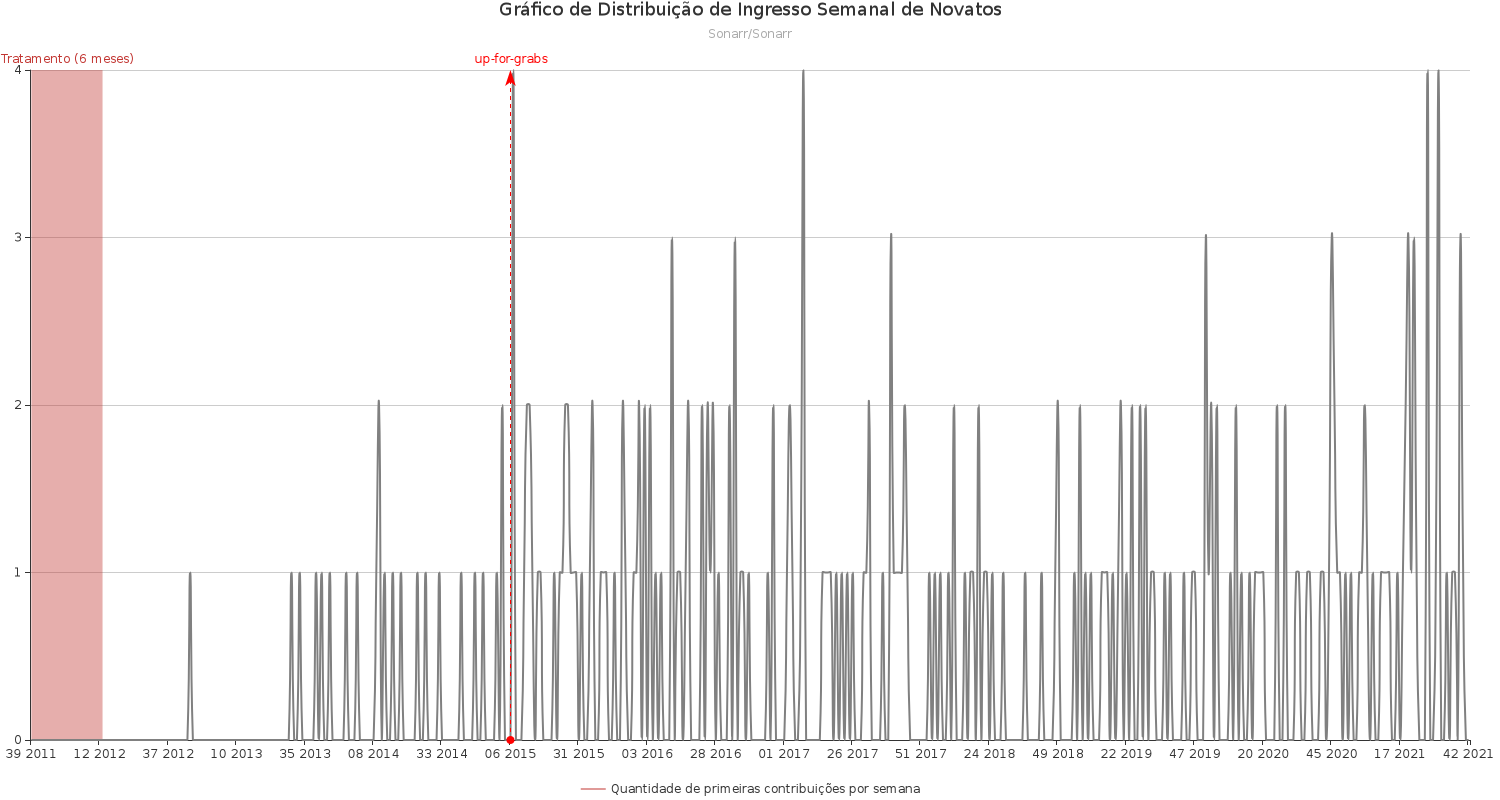 Gráfico de Distribuição de Ingresso Semanal de Novatos
Sonarr/Sonarr
Tratamento (6 meses)
up-for-grabs
4
3
2
1
0
39 2011 12 2012 37 2012 10 2013 35 2013 08 2014 33 2014 06 2015 31 2015 03 2016 28 2016 01 2017 26 2017 51 2017 24 2018 49 2018 22 2019 47 2019 20 2020 45 2020 17 2021 42 2021
Quantidade de primeiras contribuições por semana